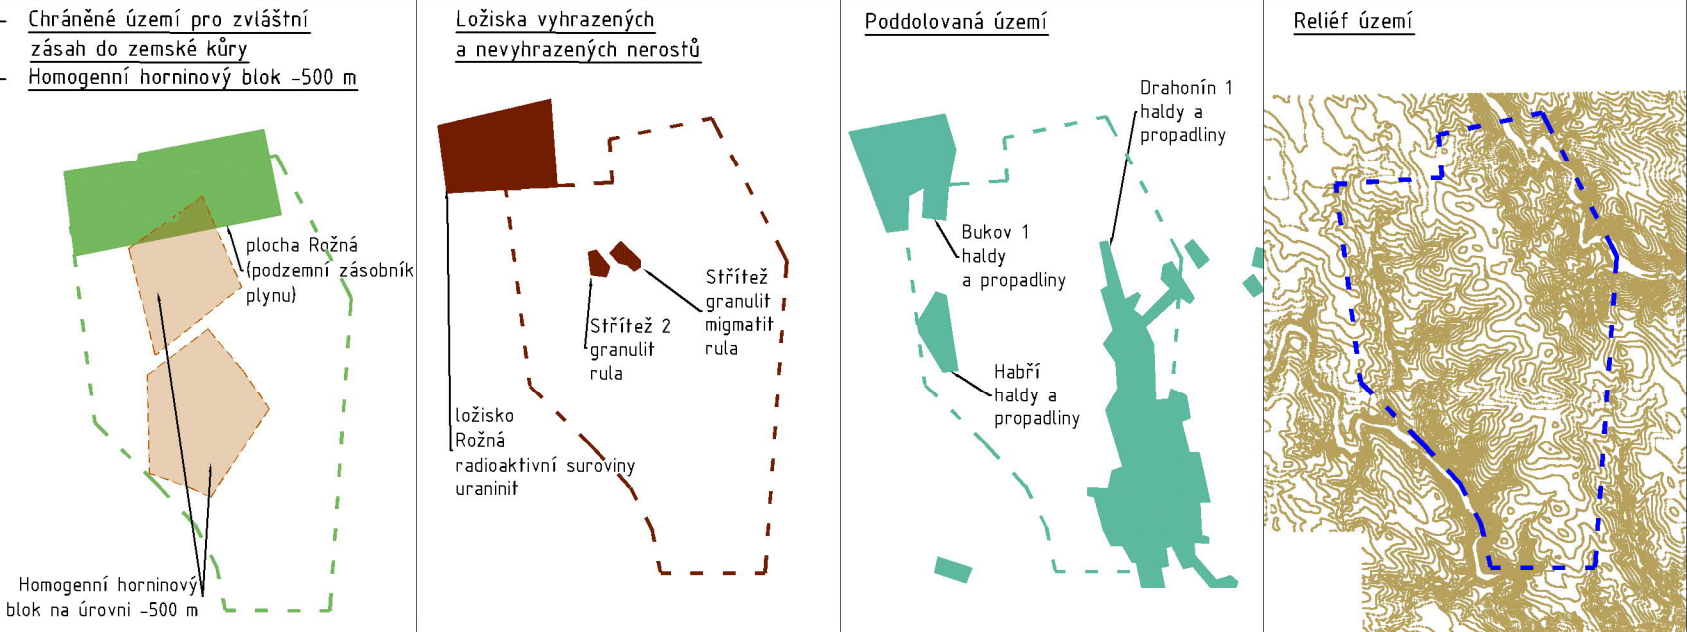 - Chráněné území pro zvláštní
zásah do zemské kůry
- Homogenní horninový blok -500 m
plocha Rožná
(podzemní zásobník
plynu)
Homogenní horninový
blok na úrovni -500 m
Ložiska vyhrazených
a nevyhrazených nerostů
Střítež
granulit
migmatit
rula
Střítež 2
granulit
rula
ložisko
Rožná
radioaktivní suroviny
uraninit
Poddolovaná území
Drahonín 1
haldy a
propadliny
Bukov 1
haldy
a propadliny
Habří
haldy a
propadliny
Reliéf území